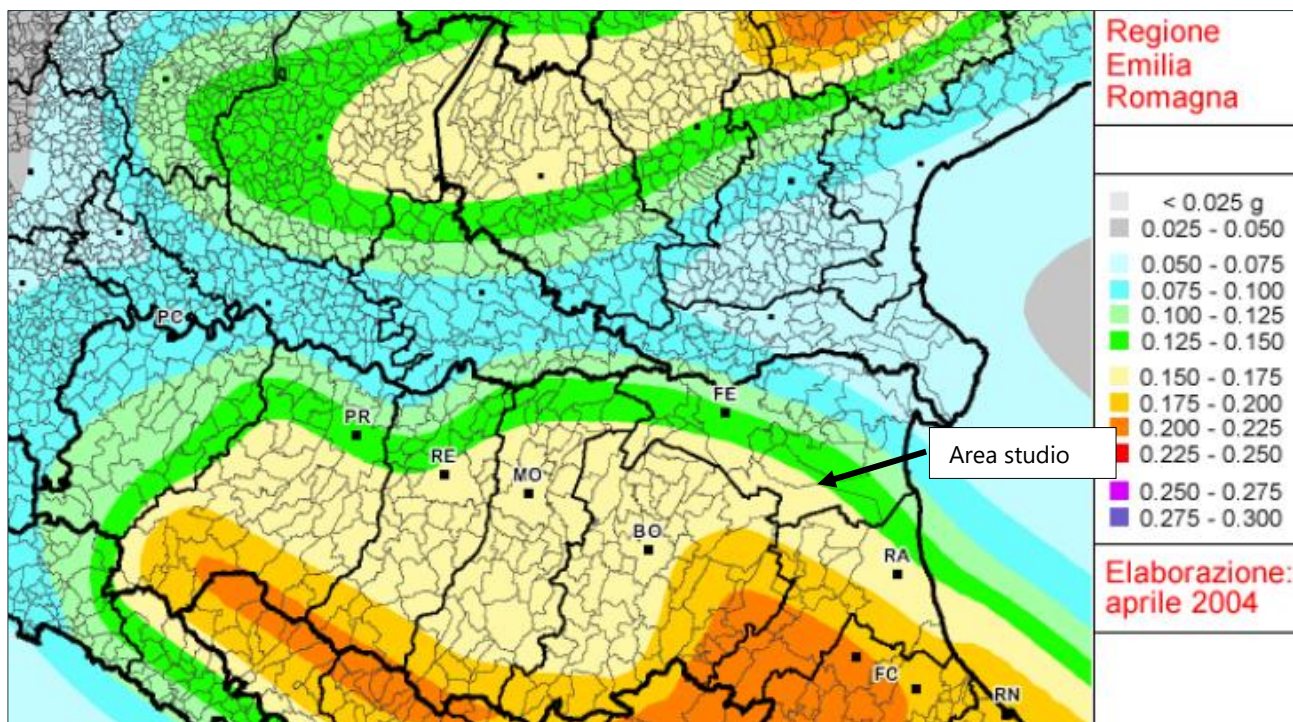 Regione
Emilia
Romagna
< 0.025 g
0.025 - 0.050
0.050 - 0.075
0.075 - 0.100
0.100 - 0.125
0.125 - 0.150
0.150 - 0.175
0.175 - 0.200
0.200 - 0.225
0.225 - 0.250
0.250 - 0.275
0.275 - 0.300
Elaborazione:
aprile 2004
PC
PR
RE
MO
FE
Area studio
BO
RA
FC
RN